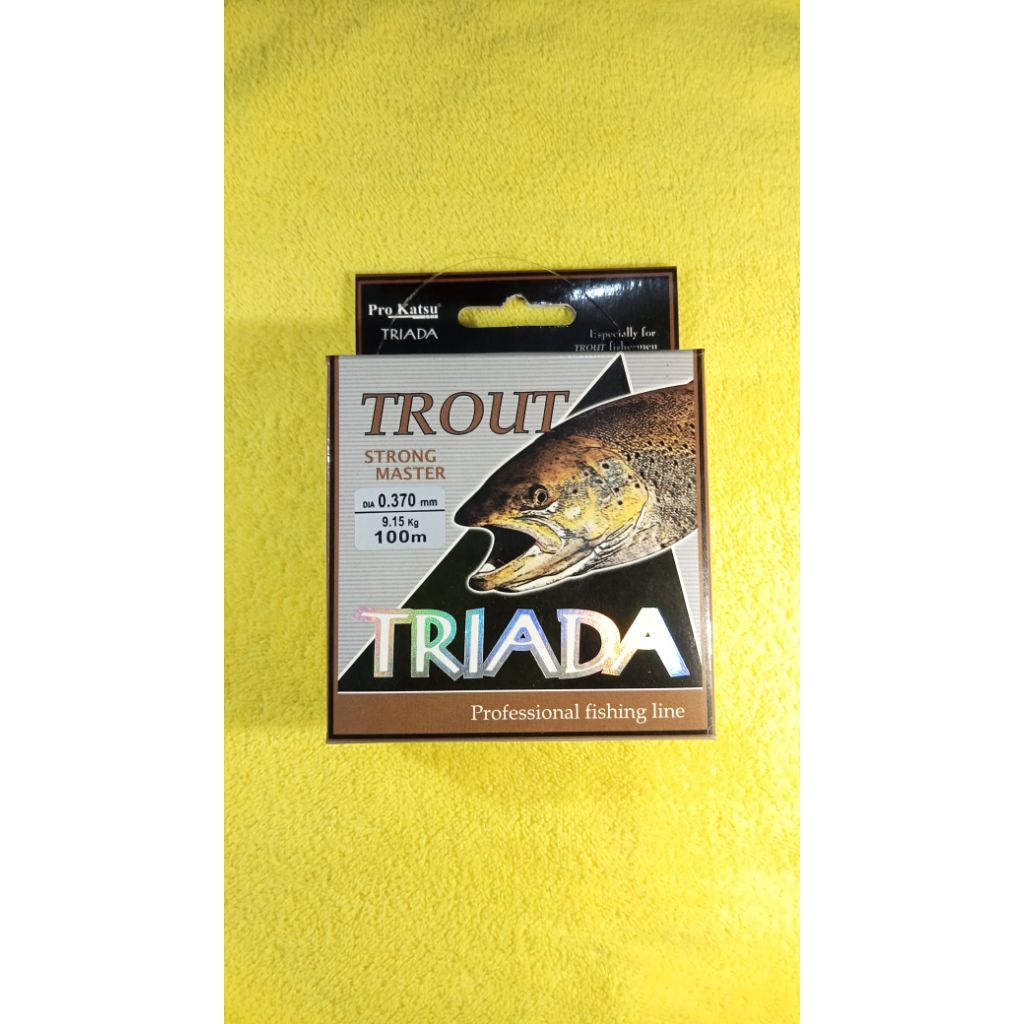 Pro Katsu
TRIADA
Especially for
TROUT fishermen
TROUT
STRONG
MASTER
DIA 0.370 mm
9.15 Kg
100m
TRIADA
Professional fishing line